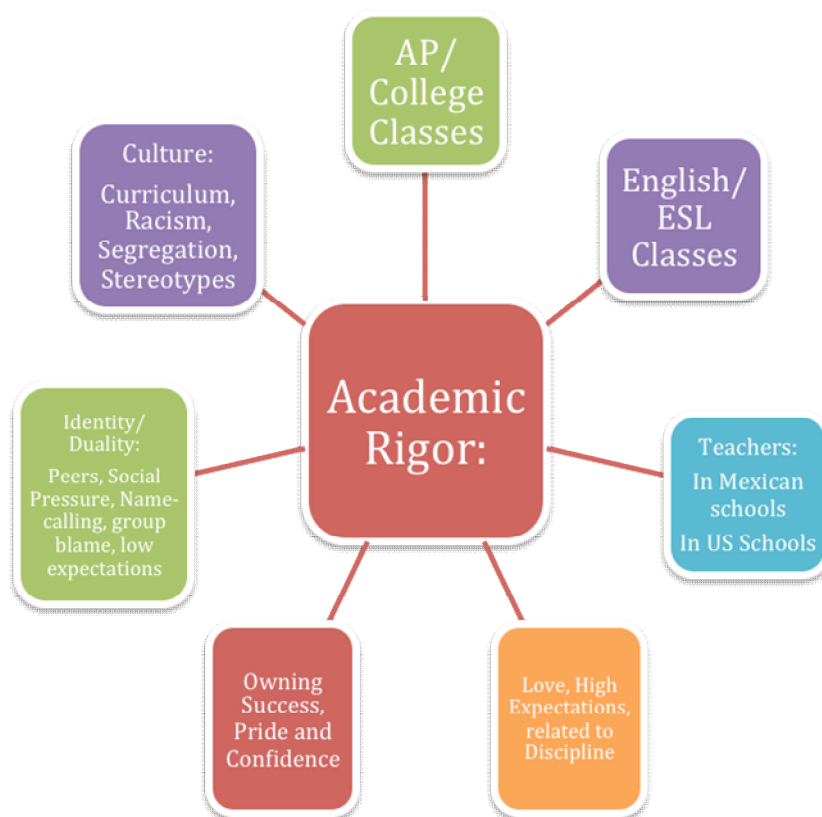 AP/
College
Classes
English/
ESL
Classes
Teachers:
In Mexican
schools
In US Schools
Love, High
Expectations,
related to
Discipline
Owning
Success,
Pride and
Confidence
Identity/
Duality:
Peers, Social
Pressure, Name-
calling, group
blame, low
expectations
Culture:
Curriculum,
Racism,
Segregation,
Stereotypes
Academic
Rigor: